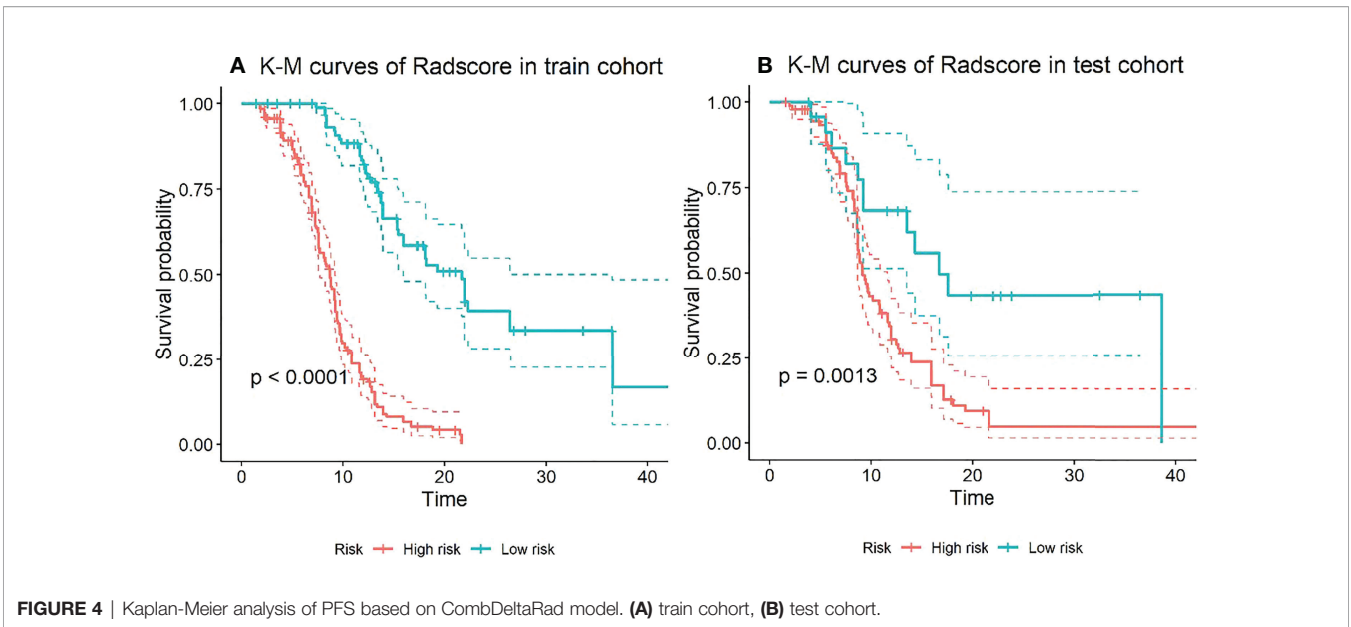 A K-M curves of Radscore in train cohort
1.00
0.75
0.50
0.25
0.00
Survival probability
p < 0.0001
0 10 20 30 40
Time
Risk High risk Low risk
B K-M curves of Radscore in test cohort
1.00
0.75
0.50
0.25
0.00
Survival probability
p = 0.0013
0 10 20 30 40
Time
Risk High risk Low risk
FIGURE 4 | Kaplan-Meier analysis of PFS based on CombDeltaRad model. (A) train cohort, (B) test cohort.